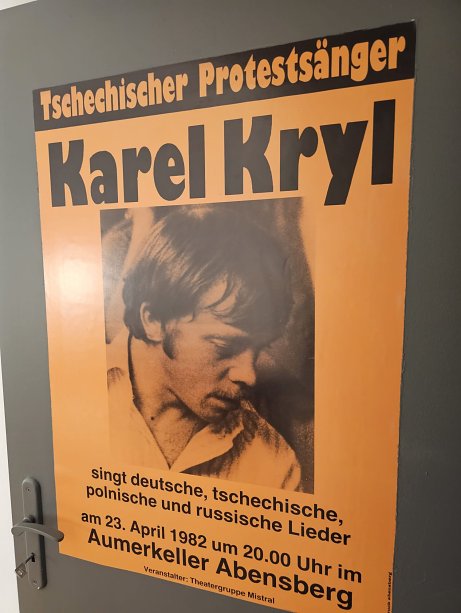 Tschechischer Protestsänger
Karel Kryl
singt deutsche, tschechische,
polnische und russische Lieder
am 23. April 1982 um 20.00 Uhr im
Aumerkeller Abensberg
Veranstalter: Theatergruppe Mistral